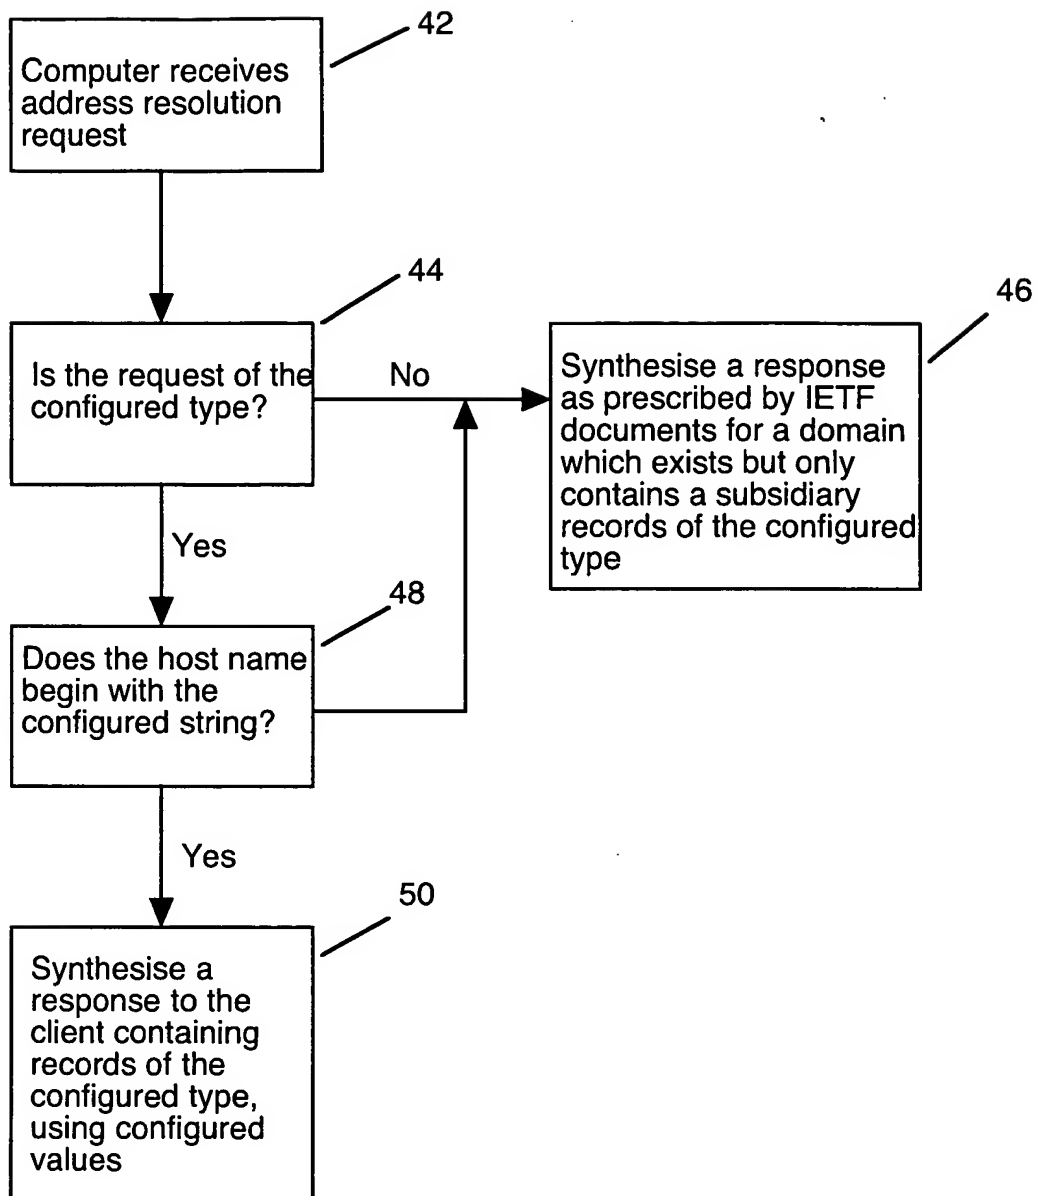 42
Computer receives
address resolution
request
44
Is the request of the
configured type?
No
46
Synthesise a response
as prescribed by IETF
documents for a domain
which exists but only
contains a subsidiary
records of the configured
type
Yes
48
Does the host name
begin with the
configured string?
Yes
50
Synthesise a
response to the
client containing
records of the
configured type,
using configured
values